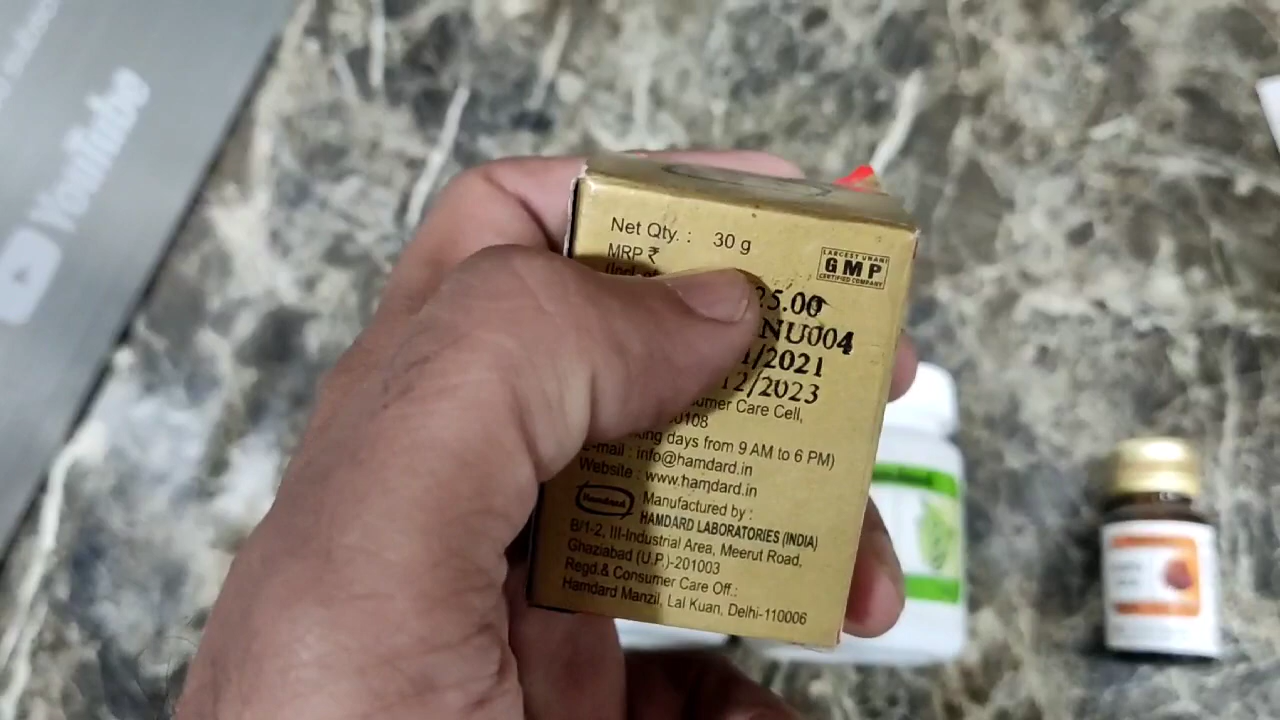 YouTube
Net Qty. : 30 g
MRP ₹
LARGEST UNANI
GMP
CERTIFIED COMPANY
25.00
NU004
1/2021
12/2023
umer Care Cell,
0108
king days from 9 AM to 6 PM)
E-mail : info@hamdard.in
Website : www.hamdard.in
Hamdard
Manufactured by :
HAMDARD LABORATORIES (INDIA)
B/1-2, III-Industrial Area, Meerut Road,
Ghaziabad (U.P.)-201003
Regd.& Consumer Care Off.:
Hamdard Manzil, Lal Kuan, Delhi-110006